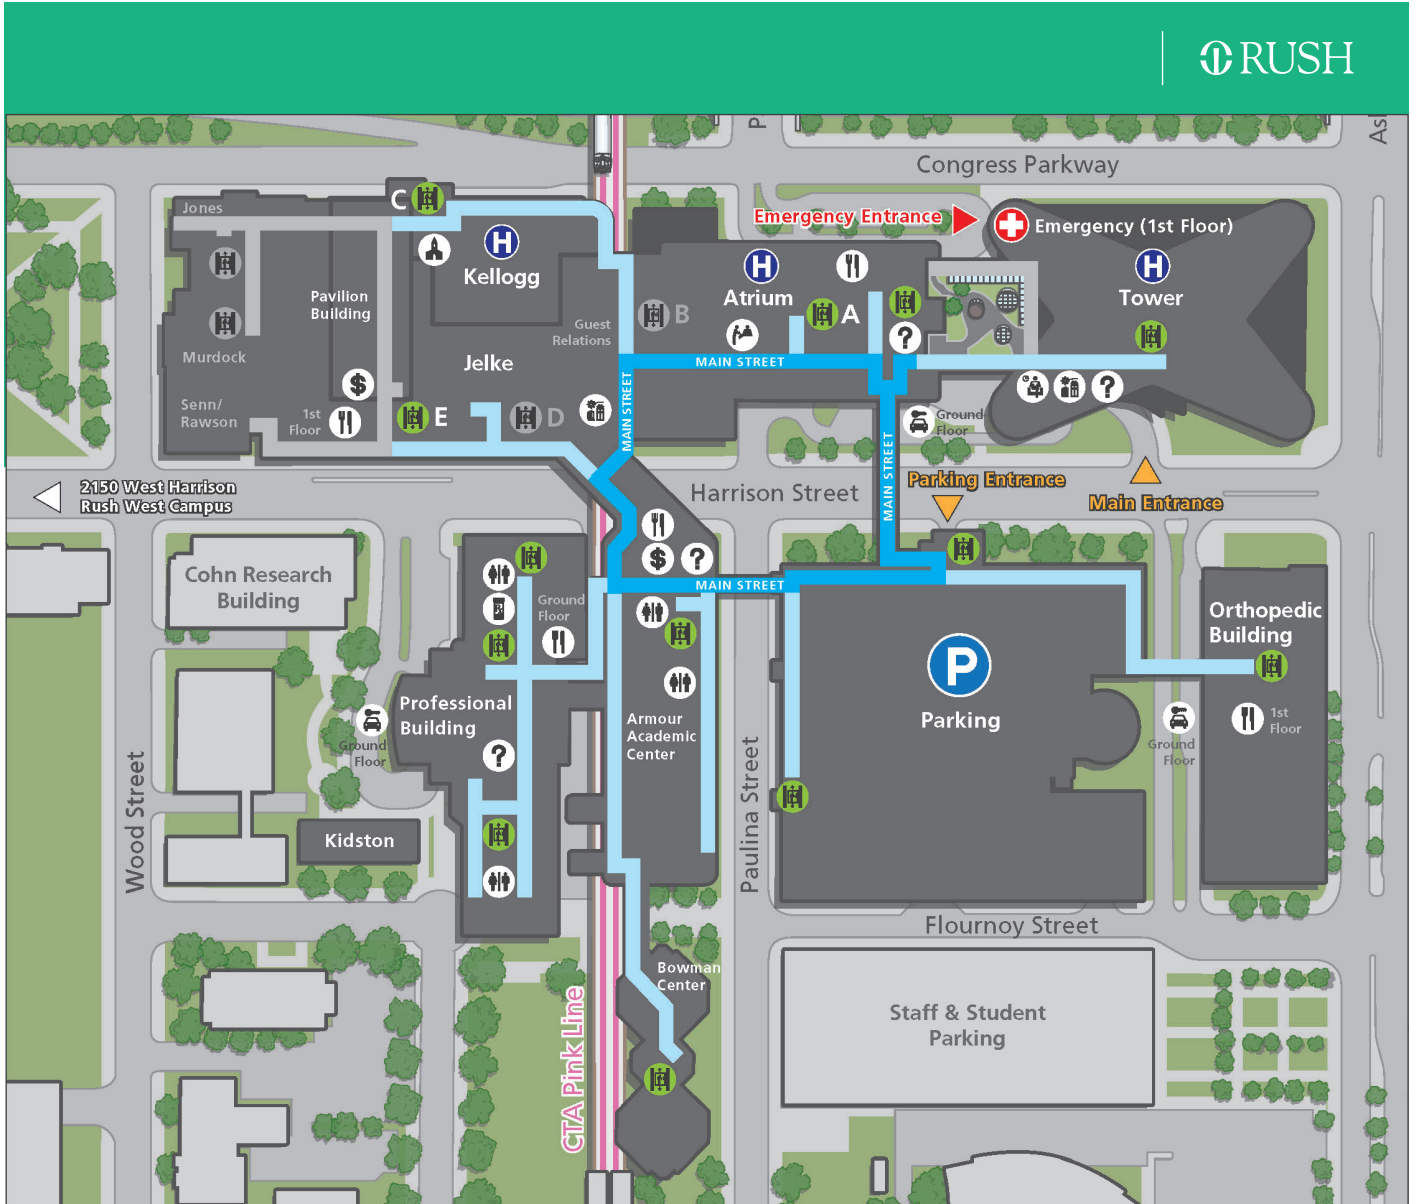 RUSH
P
As
Congress Parkway
Jones
C
H
Kellogg
Emergency Entrance
Emergency (1st Floor)
H
Atrium
H
Tower
Pavilion
Building
Guest
Relations
B
A
?
Murdock
Jelke
MAIN STREET
$
?
Senn/
Rawson
1st
Floor
E
D
MAIN STREET
Ground
Floor
MAIN STREET
2150 West Harrison
Rush West Campus
Harrison Street
Parking Entrance
Main Entrance
$
?
Cohn Research
Building
MAIN STREET
Ground
Floor
Orthopedic
Building
P
Parking
Professional
Building
Armour
Academic
Center
1st
Floor
Ground
Floor
?
Ground
Floor
Wood Street
Paulina Street
Kidston
Flournoy Street
Bowman
Center
CTA Pink Line
Staff & Student
Parking